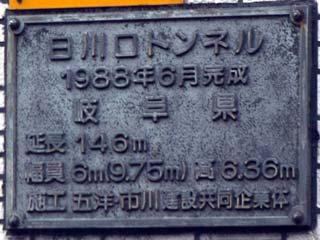 日川口トンネル
1988年6月完成
岐阜県
延長 146m
幅員 6m(9.75m) 高 6.36m
施工 五洋・市川建設共同企業体